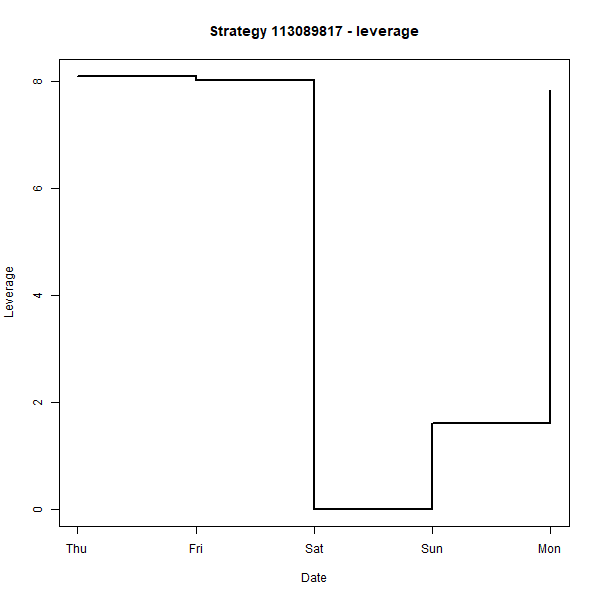 Strategy 113089817 - leverage
8
6
4
2
0
Leverage
Thu Fri Sat Sun Mon
Date